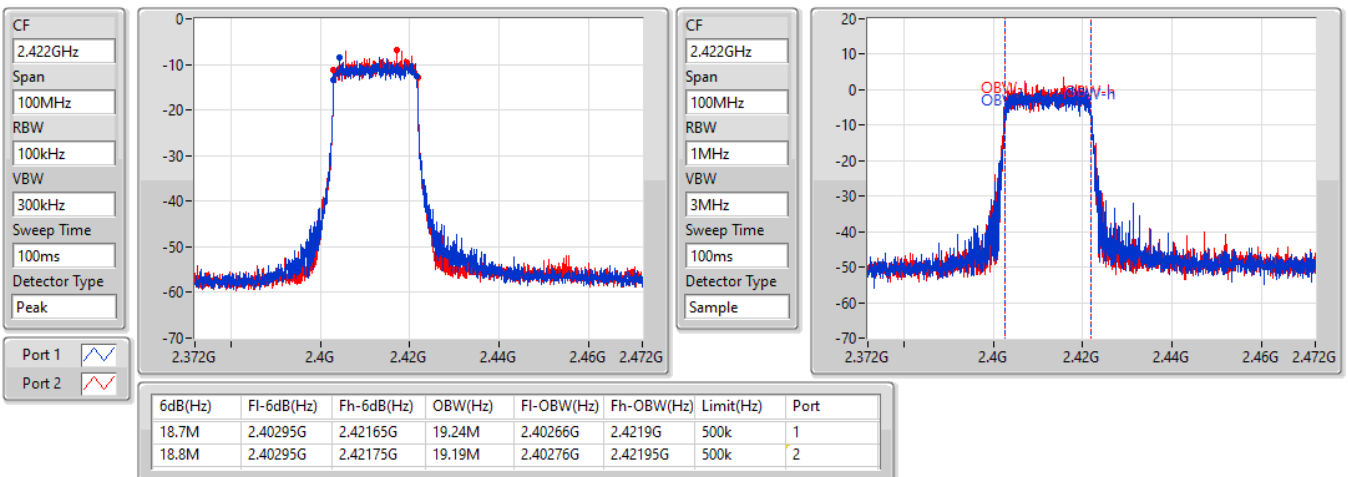 CF
2.422GHz
Span
100MHz
RBW
100kHz
VBW
300kHz
Sweep Time
100ms
Detector Type
Peak
Port 1
Port 2
0-
-10-
-20-
-30-
-40-
-50-
-60-
-70-
2.372G 2.4G 2.42G 2.44G 2.46G 2.472G
CF
2.422GHz
Span
100MHz
RBW
1MHz
VBW
3MHz
Sweep Time
100ms
Detector Type
Sample
20-
10-
0-
-10-
-20-
-30-
-40-
-50-
-60-
-70-
OBW-l
OBW-h
2.372G 2.4G 2.42G 2.44G 2.46G 2.472G
6dB(Hz) Fl-6dB(Hz) Fh-6dB(Hz) OBW(Hz) Fl-OBW(Hz) Fh-OBW(Hz) Limit(Hz) Port
18.7M 2.40295G 2.42165G 19.24M 2.40266G 2.4219G 500k 1
18.8M 2.40295G 2.42175G 19.19M 2.40276G 2.42195G 500k 2